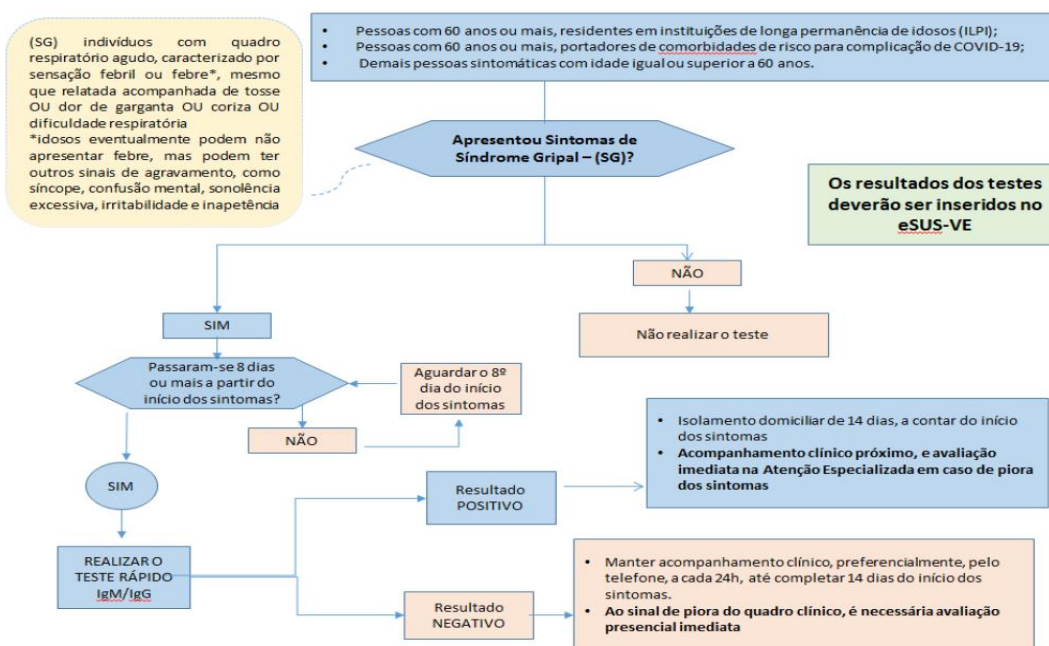 (SG) indivíduos com quadro
respiratório agudo, caracterizado por
sensação febril ou febre*, mesmo
que relatada acompanhada de tosse
OU dor de garganta OU coriza OU
dificuldade respiratória
*idosos eventualmente podem não
apresentar febre, mas podem ter
outros sinais de agravamento, como
síncope, confusão mental, sonolência
excessiva, irritabilidade e inapetência
• Pessoas com 60 anos ou mais, residentes em instituições de longa permanência de idosos (ILPI);
• Pessoas com 60 anos ou mais, portadores de comorbidades de risco para complicação de COVID-19;
• Demais pessoas sintomáticas com idade igual ou superior a 60 anos.
Apresentou Sintomas de
Síndrome Gripal – (SG)?
Os resultados dos testes
deverão ser inseridos no
eSUS-VE
NÃO
Não realizar o teste
SIM
Passaram-se 8 dias
ou mais a partir do
início dos sintomas?
Aguardar o 8º
dia do início
dos sintomas
NÃO
SIM
REALIZAR O
TESTE RÁPIDO
IgM/IgG
Resultado
POSITIVO
• Isolamento domiciliar de 14 dias, a contar do início
dos sintomas
• Acompanhamento clínico próximo, e avaliação
imediata na Atenção Especializada em caso de piora
dos sintomas
Resultado
NEGATIVO
• Manter acompanhamento clínico, preferencialmente, pelo
telefone, a cada 24h, até completar 14 dias do início dos
sintomas.
• Ao sinal de piora do quadro clínico, é necessária avaliação
presencial imediata